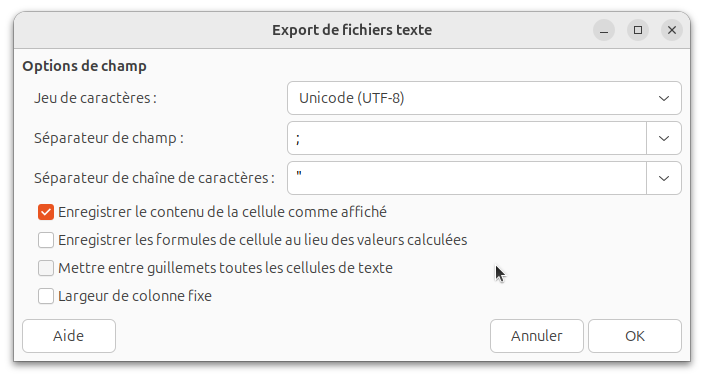 Export de fichiers texte
Options de champ
Jeu de caractères : Unicode (UTF-8)
Séparateur de champ : ;
Séparateur de chaîne de caractères : "
Enregistrer le contenu de la cellule comme affiché
Enregistrer les formules de cellule au lieu des valeurs calculées
Mettre entre guillemets toutes les cellules de texte
Largeur de colonne fixe
Aide Annuler OK